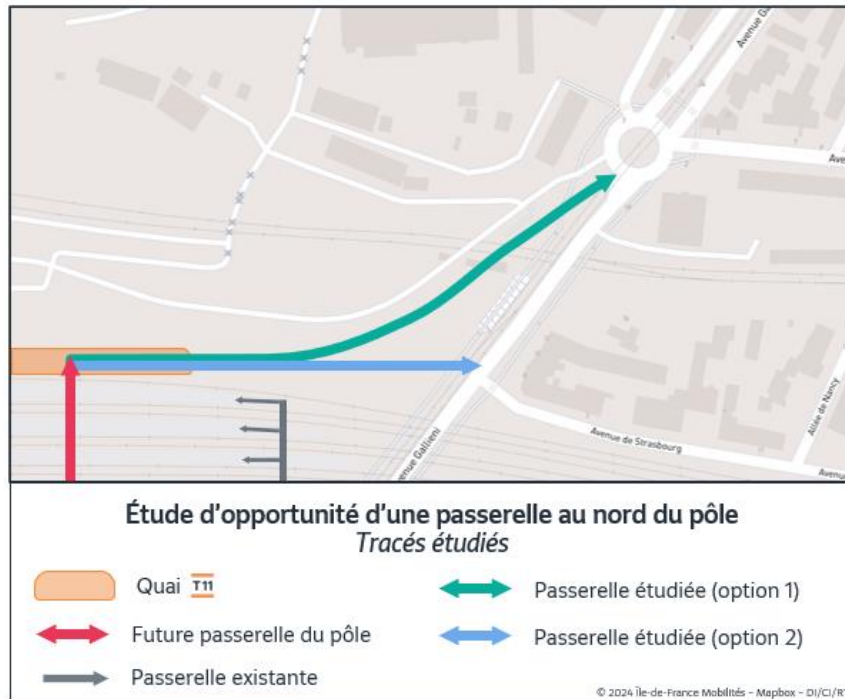 Avenue Ga
Ave
Avenue Gallieni
Avenue de Strasbourg
Allée de Nancy
Avenue
Étude d'opportunité d'une passerelle au nord du pôle
Tracés étudiés
Quai T11
Passerelle étudiée (option 1)
Future passerelle du pôle
Passerelle étudiée (option 2)
Passerelle existante
© 2024 Île-de-France Mobilités - Mapbox - DI/CI/R